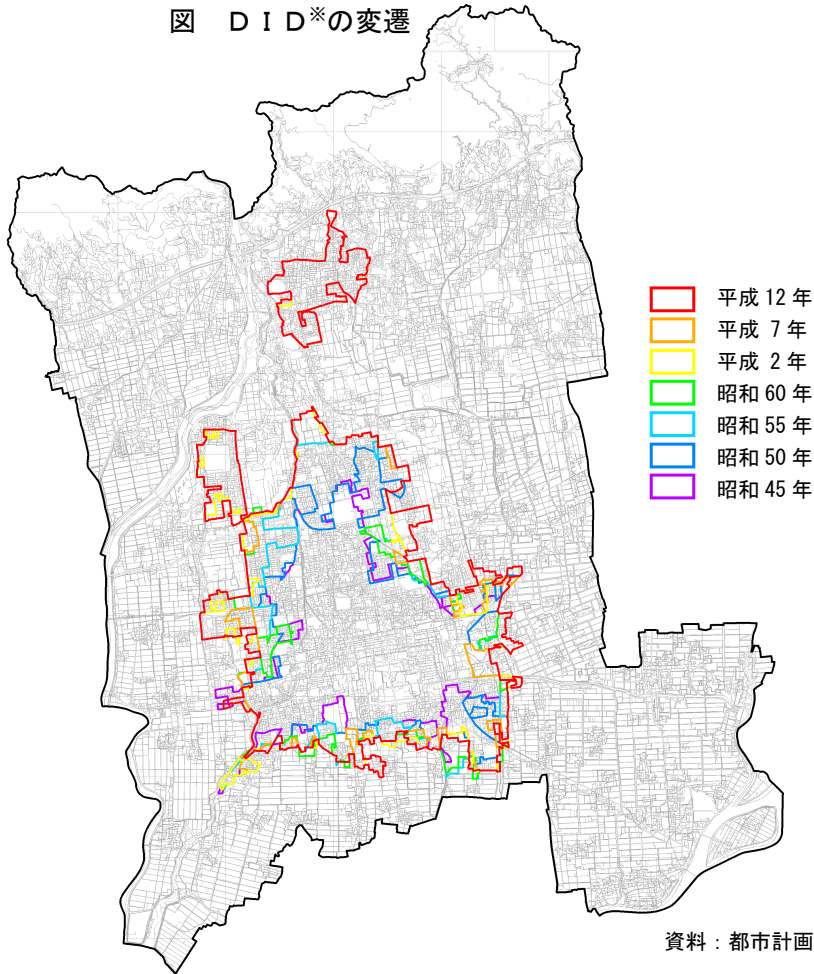 図 ＤＩＤ※の変遷
平成 12 年
平成 7 年
平成 2 年
昭和 60 年
昭和 55 年
昭和 50 年
昭和 45 年
資料：都市計画